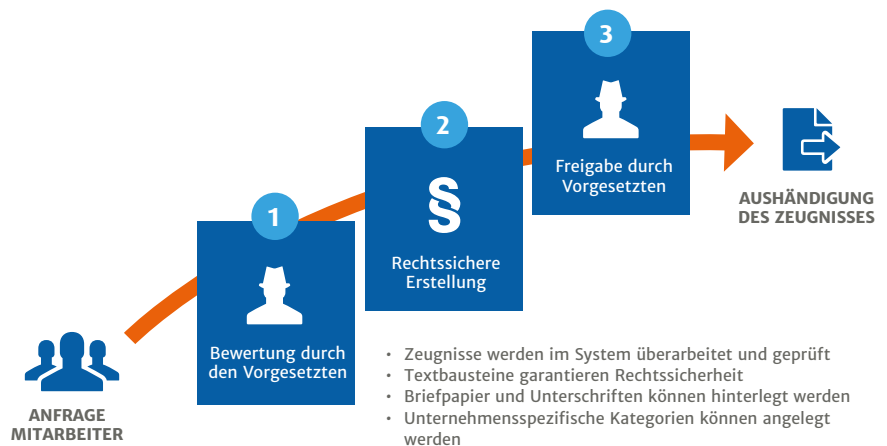 ANFRAGE
MITARBEITER
1
Bewertung durch
den Vorgesetzten
2
§
Rechtssichere
Erstellung
3
Freigabe durch
Vorgesetzten
AUSHÄNDIGUNG
DES ZEUGNISSES
• Zeugnisse werden im System überarbeitet und geprüft
• Textbausteine garantieren Rechtssicherheit
• Briefpapier und Unterschriften können hinterlegt werden
• Unternehmensspezifische Kategorien können angelegt
werden